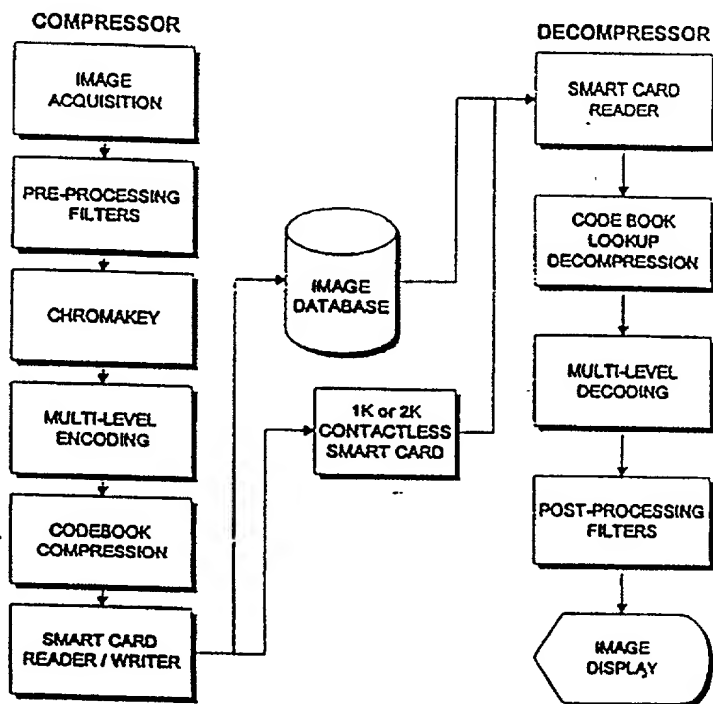 COMPRESSOR
IMAGE
ACQUISITION
PRE-PROCESSING
FILTERS
CHROMAKEY
MULTI-LEVEL
ENCODING
CODEBOOK
COMPRESSION
SMART CARD
READER / WRITER
IMAGE
DATABASE
1K or 2K
CONTACTLESS
SMART CARD
DECOMPRESSOR
SMART CARD
READER
CODE BOOK
LOOKUP
DECOMPRESSION
MULTI-LEVEL
DECODING
POST-PROCESSING
FILTERS
IMAGE
DISPLAY